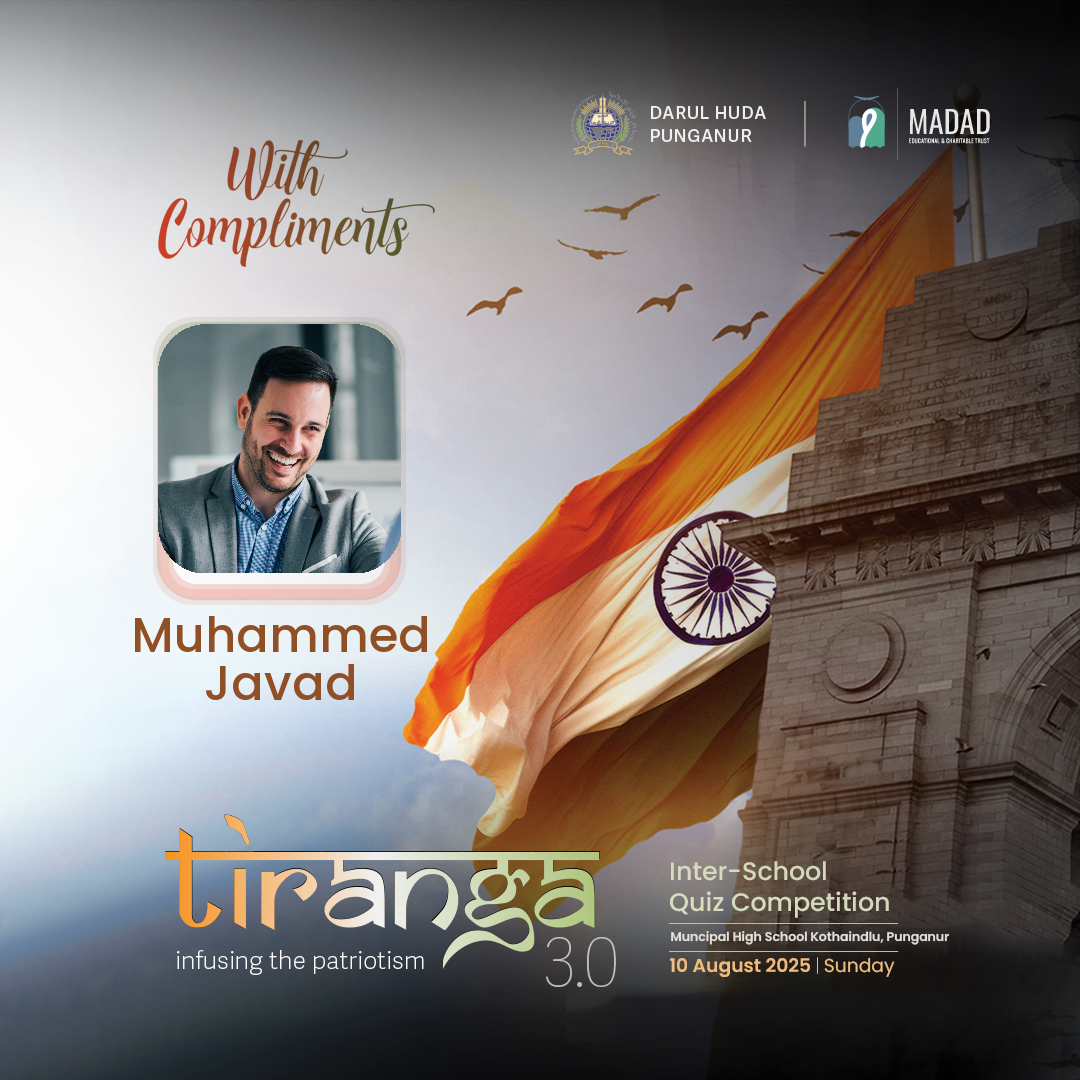 DARUL HUDA
PUNGANUR
MADAD
EDUCATIONAL & CHARITABLE TRUST
With
Compliments
Muhammed
Javad
tiranga
3.0
infusing the patriotism
Inter-School
Quiz Competition
Muncipal High School Kothaindlu, Punganur
10 August 2025 | Sunday